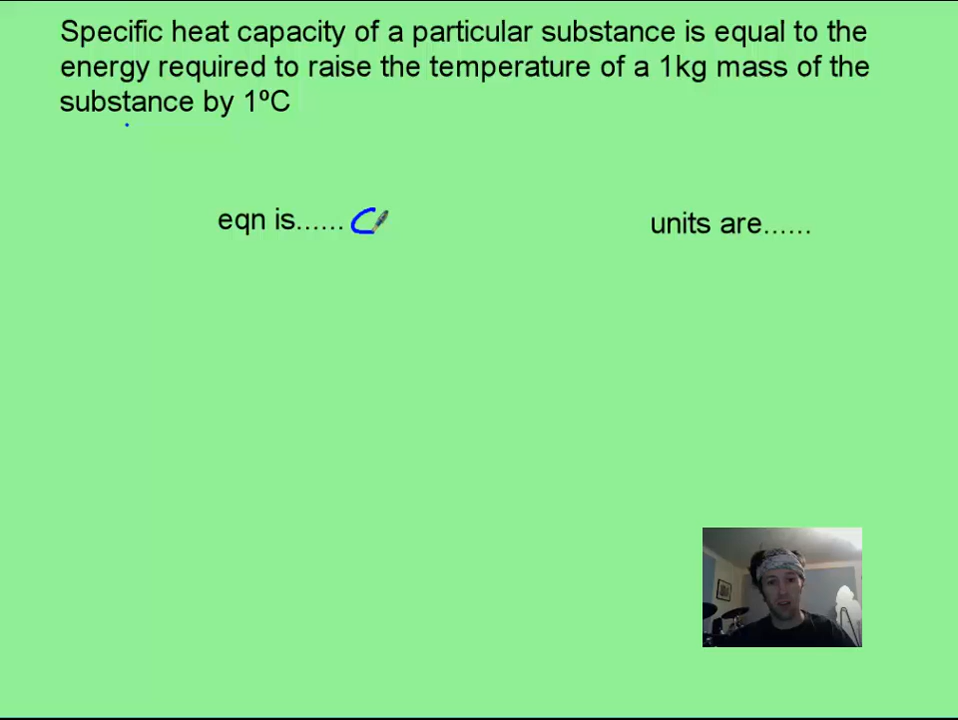 Specific heat capacity of a particular substance is equal to the
energy required to raise the temperature of a 1kg mass of the
substance by 1ºC
eqn is...... C
units are......